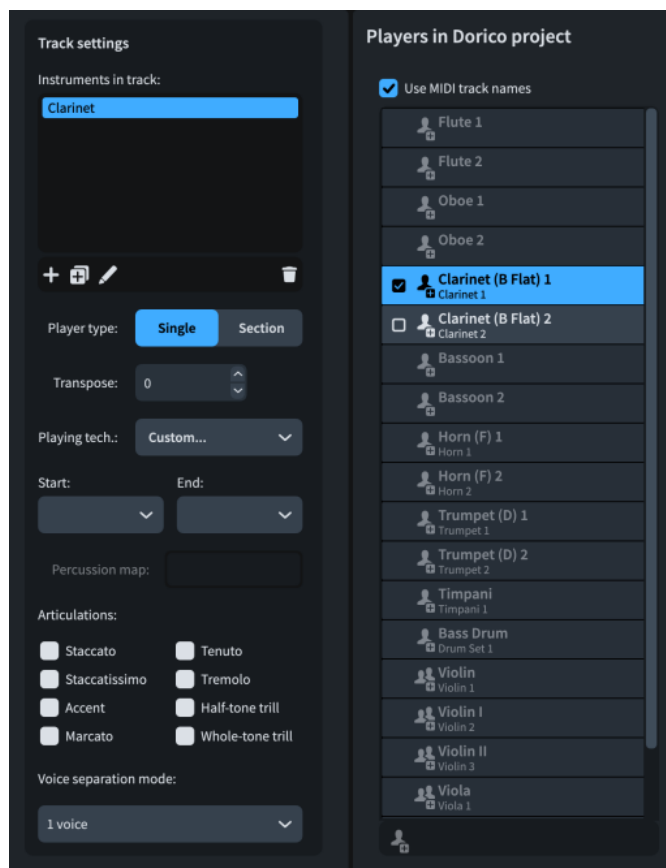 Track settings
Instruments in track:
Clarinet
Player type:
Single
Section
Transpose:
0
Playing tech.:
Custom...
Start:
End:
Percussion map:
Articulations:
Staccato
Tenuto
Staccatissimo
Tremolo
Accent
Half-tone trill
Marcato
Whole-tone trill
Voice separation mode:
1 voice
Players in Dorico project
Use MIDI track names
Flute 1
Flute 2
Oboe 1
Oboe 2
Clarinet (B Flat) 1
Clarinet 1
Clarinet (B Flat) 2
Clarinet 2
Bassoon 1
Bassoon 2
Horn (F) 1
Horn 1
Horn (F) 2
Horn 2
Trumpet (D) 1
Trumpet 1
Trumpet (D) 2
Trumpet 2
Timpani
Timpani 1
Bass Drum
Drum Set 1
Violin
Violin 1
Violin I
Violin 2
Violin II
Violin 3
Viola
Viola 1